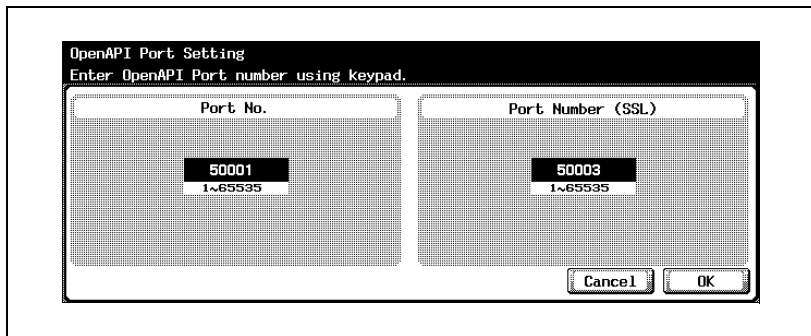 OpenAPI Port Setting
Enter OpenAPI Port number using keypad.
Port No.
Port Number (SSL)
50001
50003
1~65535
1~65535
Cancel
OK